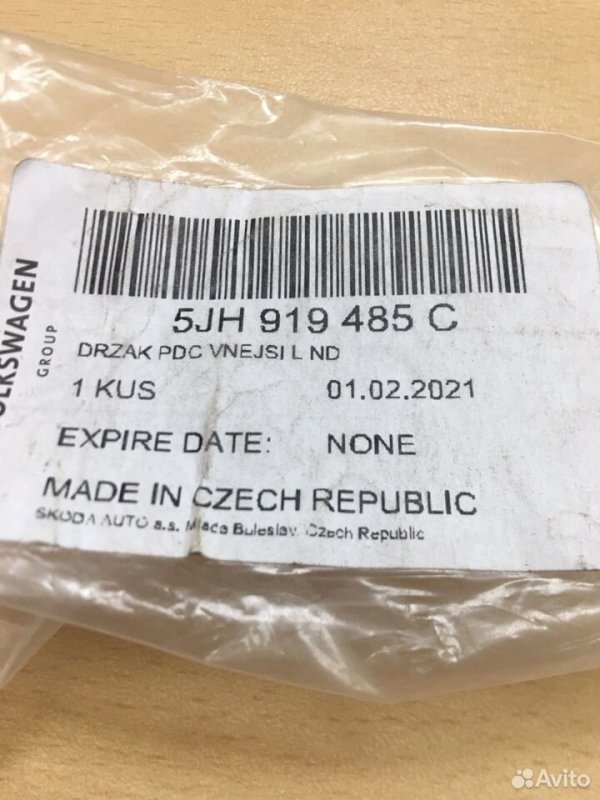 VOLKSWAGEN
GROUP
5JH 919 485 C
DRZAK PDC VNEJSI L ND
1 KUS 01.02.2021
EXPIRE DATE: NONE
MADE IN CZECH REPUBLIC
SKODA AUTO a.s. Mlada Boleslav, Czech Republic
Avito